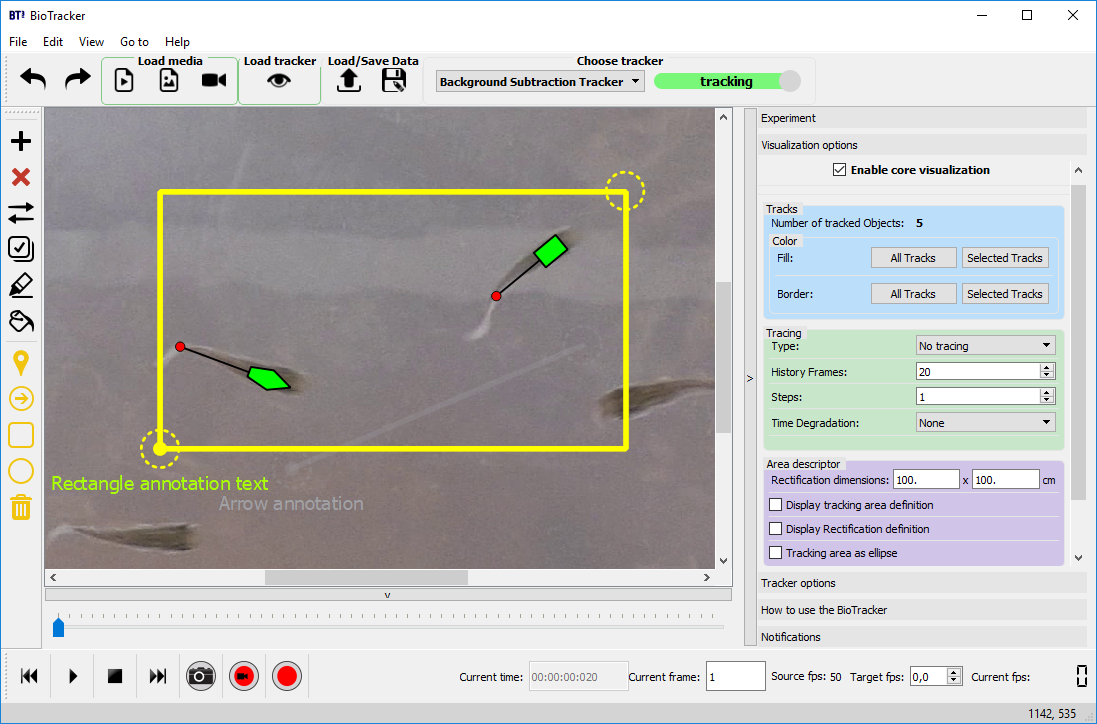 BT³ BioTracker
File Edit View Go to Help
Load media Load tracker Load/Save Data Choose tracker
Background Subtraction Tracker tracking
Experiment
Visualization options
Enable core visualization
Tracks
Number of tracked Objects: 5
Color
Fill: All Tracks Selected Tracks
Border: All Tracks Selected Tracks
Tracing
Type: No tracing
History Frames: 20
Steps: 1
Time Degradation: None
Area descriptor
Rectification dimensions: 100. x 100. cm
Display tracking area definition
Display Rectification definition
Tracking area as ellipse
Tracker options
How to use the BioTracker
Notifications
Rectangle annotation text
Arrow annotation
Current time: 00:00:00:020 Current frame: 1 Source fps: 50 Target fps: 0,0 Current fps: 0
1142, 535